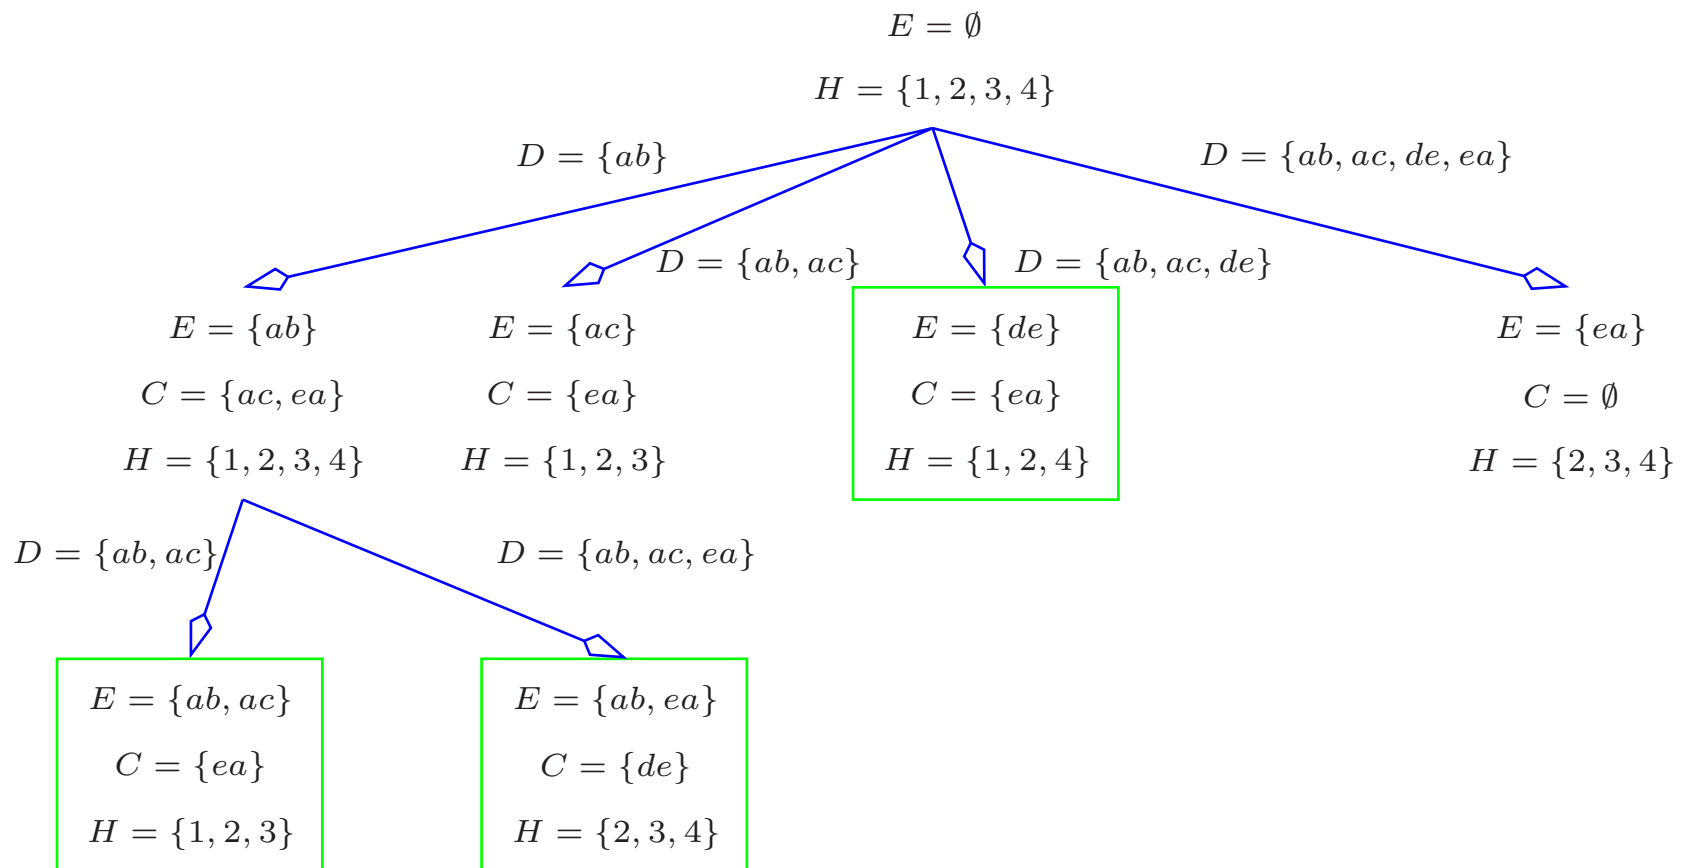 E = ∅
H = {1, 2, 3, 4}
D = {ab}
D = {ab, ac, de, ea}
D = {ab, ac}
D = {ab, ac, de}
E = {ab}
C = {ac, ea}
H = {1, 2, 3, 4}
E = {ac}
C = {ea}
H = {1, 2, 3}
E = {de}
C = {ea}
H = {1, 2, 4}
E = {ea}
C = ∅
H = {2, 3, 4}
D = {ab, ac}
D = {ab, ac, ea}
E = {ab, ac}
C = {ea}
H = {1, 2, 3}
E = {ab, ea}
C = {de}
H = {2, 3, 4}